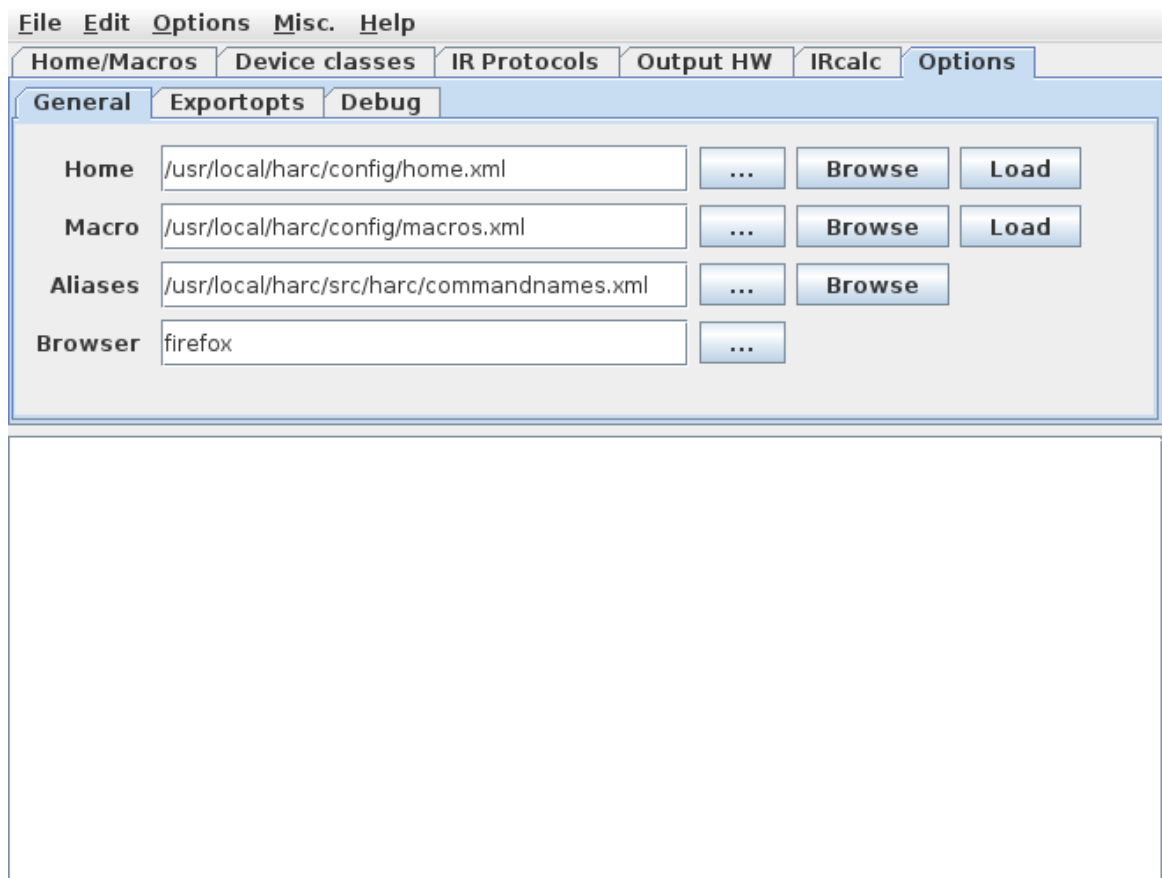 File Edit Options Misc. Help
Home/Macros Device classes IR Protocols Output HW IRcalc Options
General Exportopts Debug
Home /usr/local/harc/config/home.xml ... Browse Load
Macro /usr/local/harc/config/macros.xml ... Browse Load
Aliases /usr/local/harc/src/harc/commandnames.xml ... Browse
Browser firefox ...